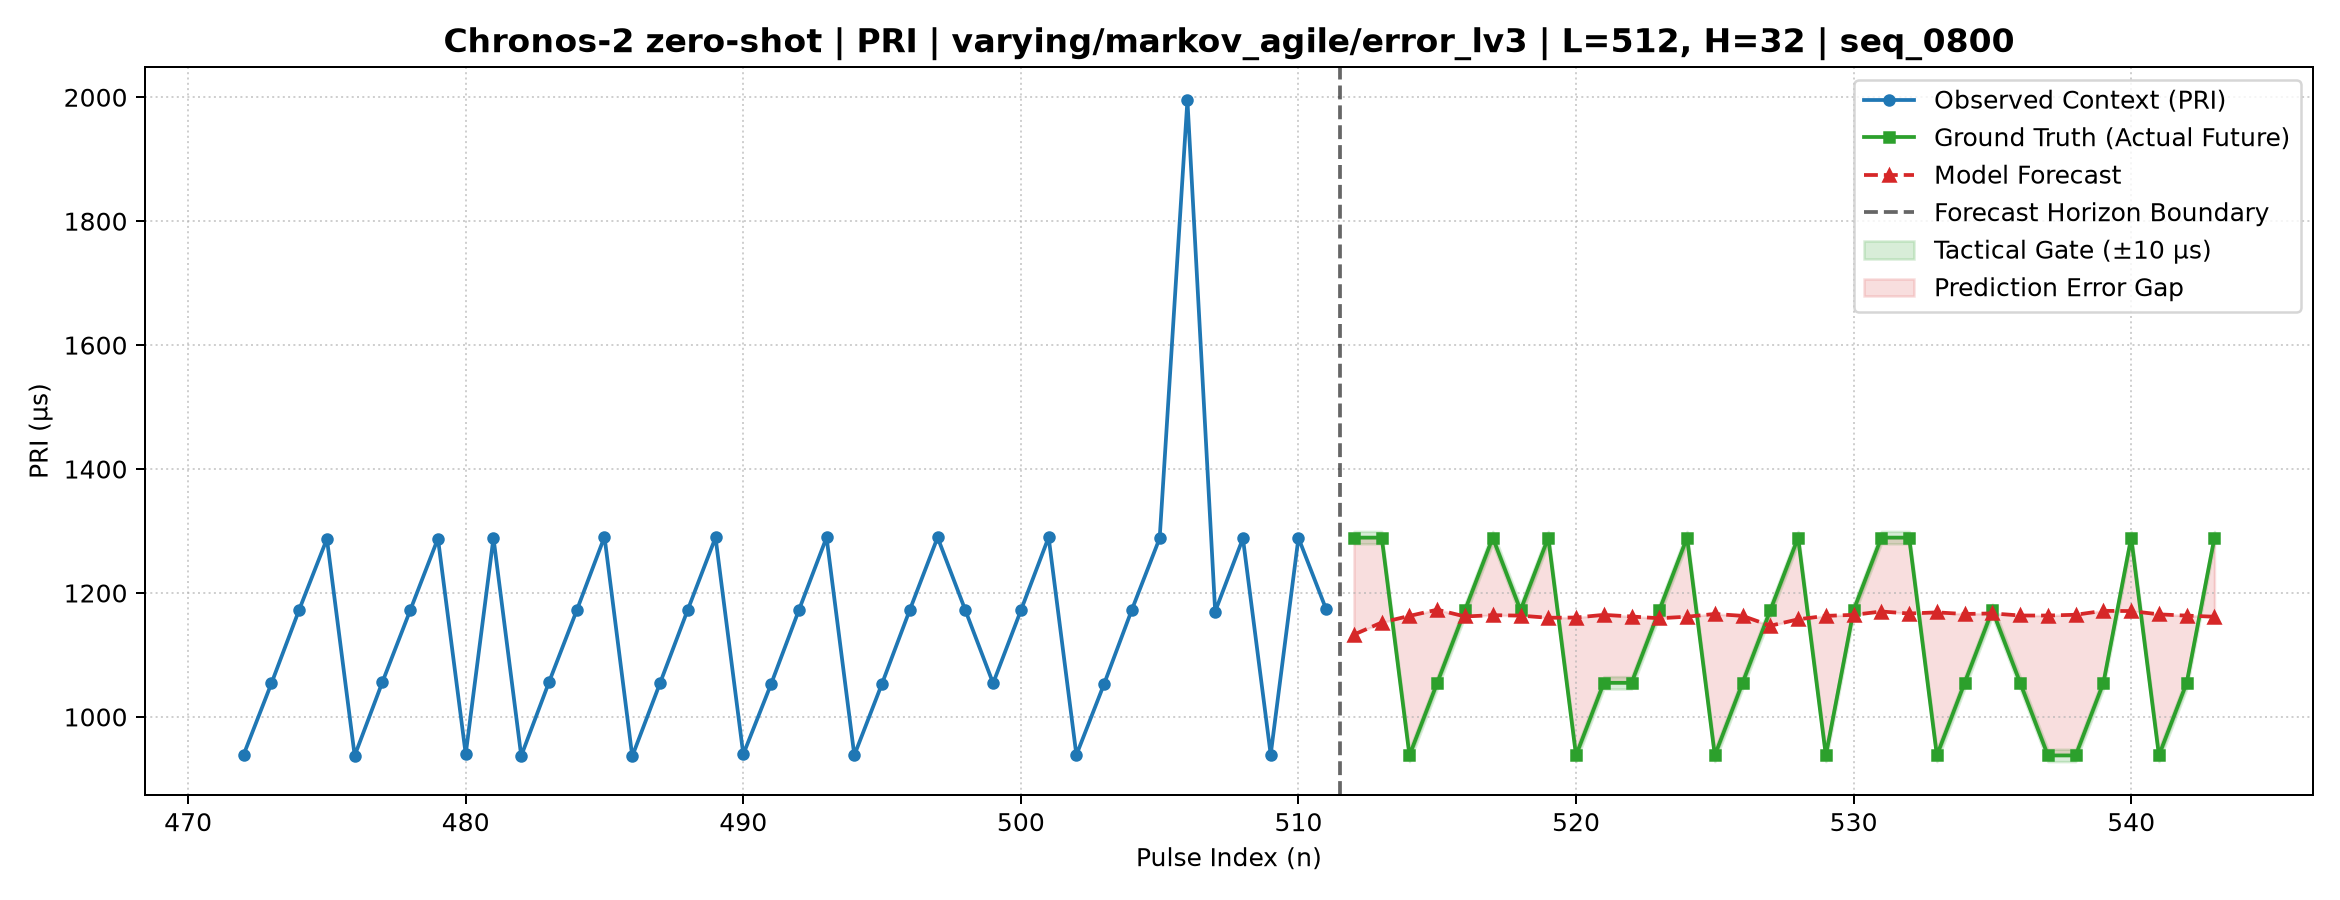 Chronos-2 zero-shot | PRI | varying/markov_agile/error_lv3 | L=512, H=32 | seq_0800
2000
1800
1600
1400
1200
1000
PRI (µs)
Observed Context (PRI)
Ground Truth (Actual Future)
Model Forecast
Forecast Horizon Boundary
Tactical Gate (±10 µs)
Prediction Error Gap
470 480 490 500 510 520 530 540
Pulse Index (n)